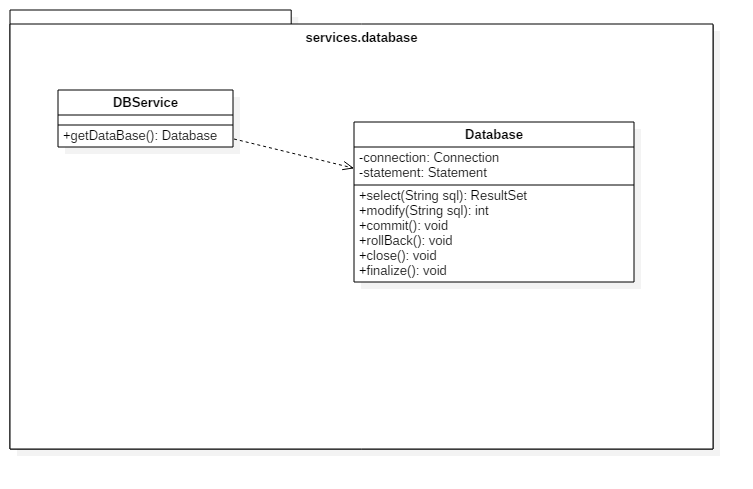 services.database
DBService
+getDataBase(): Database
Database
-connection: Connection
-statement: Statement
+select(String sql): ResultSet
+modify(String sql): int
+commit(): void
+rollBack(): void
+close(): void
+finalize(): void